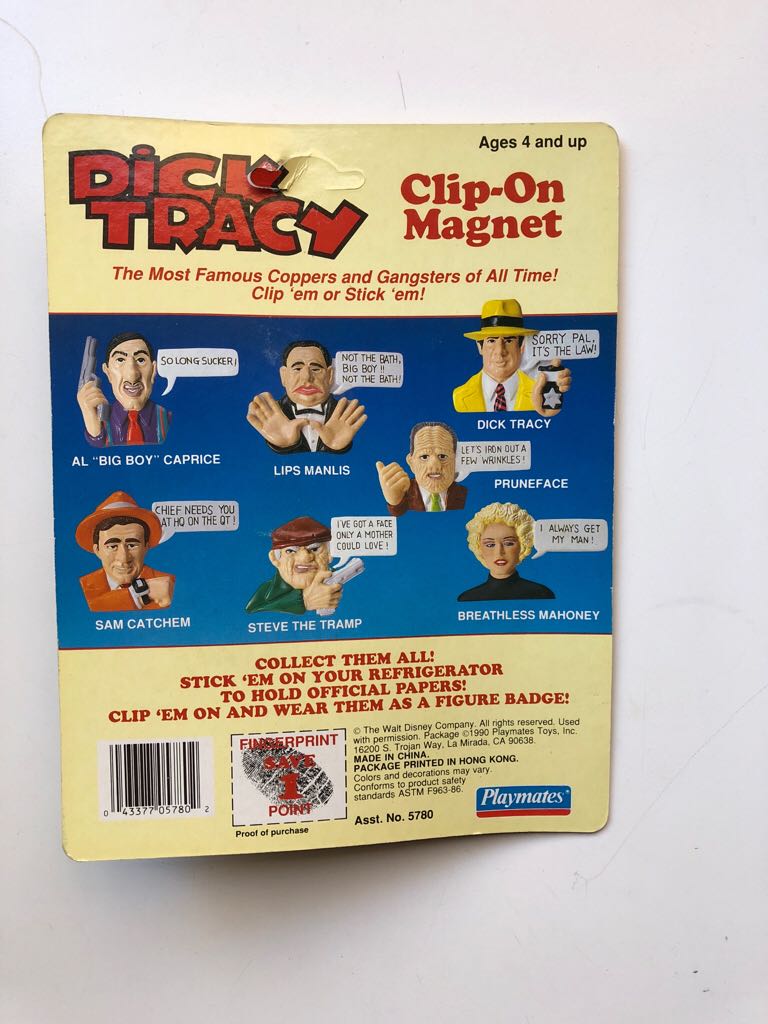 DICK TRACY
Ages 4 and up
Clip-On
Magnet
The Most Famous Coppers and Gangsters of All Time!
Clip 'em or Stick 'em!
SO LONG SUCKER!
AL "BIG BOY" CAPRICE
NOT THE BATH,
BIG BOY!!
NOT THE BATH!
LIPS MANLIS
SORRY PAL,
IT'S THE LAW!
DICK TRACY
LET'S IRON OUT A
FEW WRINKLES!
PRUNEFACE
CHIEF NEEDS YOU
AT HQ ON THE QT!
SAM CATCHEM
I'VE GOT A FACE
ONLY A MOTHER
COULD LOVE!
STEVE THE TRAMP
I ALWAYS GET
MY MAN!
BREATHLESS MAHONEY
COLLECT THEM ALL!
STICK 'EM ON YOUR REFRIGERATOR
TO HOLD OFFICIAL PAPERS!
CLIP 'EM ON AND WEAR THEM AS A FIGURE BADGE!
0 43377 05780 2
FINGERPRINT
SAVE
1
POINT
Proof of purchase
© The Walt Disney Company. All rights reserved. Used
with permission. Package ©1990 Playmates Toys, Inc.
16200 S. Trojan Way, La Mirada, CA 90638.
MADE IN CHINA.
PACKAGE PRINTED IN HONG KONG.
Colors and decorations may vary.
Conforms to product safety
standards ASTM F963-86.
Asst. No. 5780
Playmates®